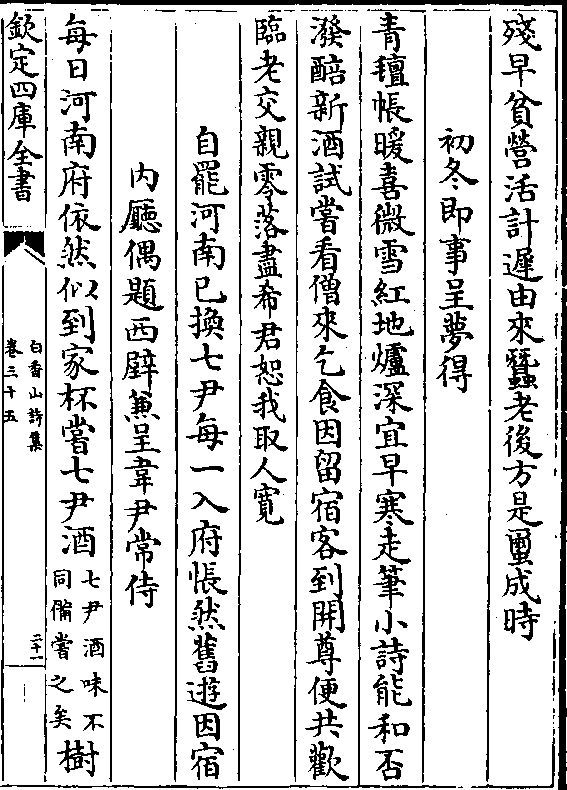 殘早貧營活計遲由來蠶老後方是蠒成時
初冬即事呈夢得
青氊帳暖喜微雪紅地爐深宜早寒走筆小詩能和否
潑醅新酒試嘗看僧來乞食因留宿客到開尊便共歡
臨老交親零落盡希君恕我取人寛
自罷河南已換七尹每一入府悵然舊遊因宿
内廳偶題西壁兼呈韋尹常侍
每日河南府依然似到家杯嘗七尹酒七尹酒味不同備嘗之矣樹
欽定四庫全書
白香山詩集
卷三十五
二十一